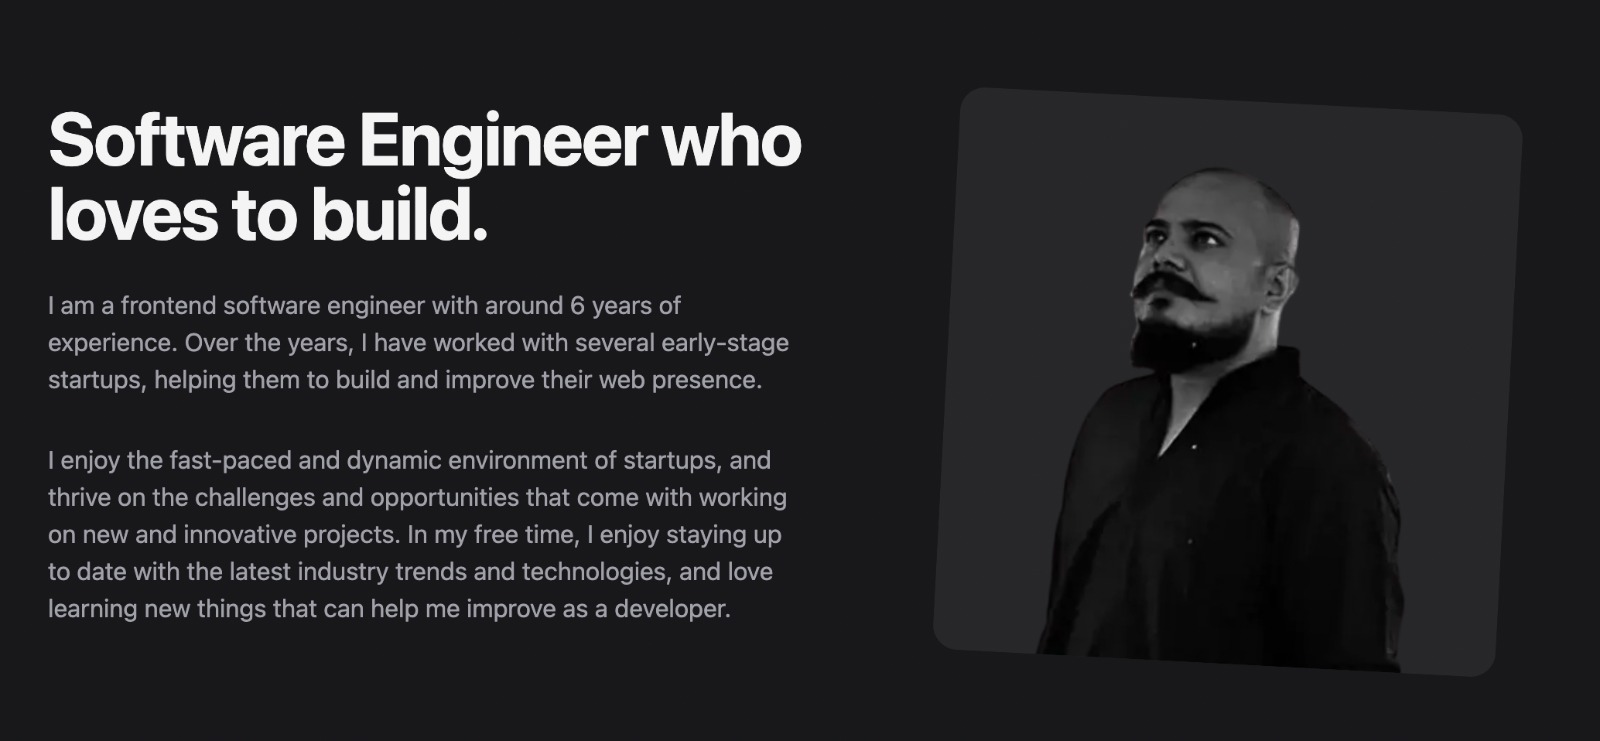 Software Engineer who
loves to build.
I am a frontend software engineer with around 6 years of
experience. Over the years, I have worked with several early-stage
startups, helping them to build and improve their web presence.
I enjoy the fast-paced and dynamic environment of startups, and
thrive on the challenges and opportunities that come with working
on new and innovative projects. In my free time, I enjoy staying up
to date with the latest industry trends and technologies, and love
learning new things that can help me improve as a developer.